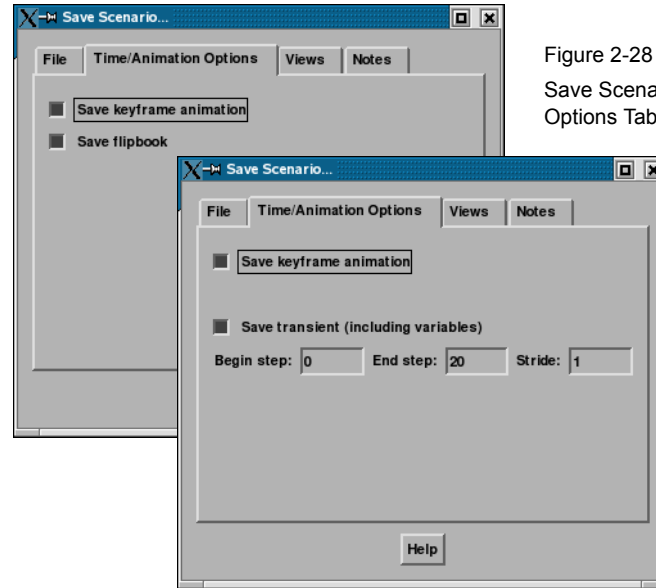 Save Scenario...
File Time/Animation Options Views Notes
Save keyframe animation
Save flipbook
Figure 2-28
Save Scena
Options Tab
Save Scenario...
File Time/Animation Options Views Notes
Save keyframe animation
Save transient (including variables)
Begin step: 0 End step: 20 Stride: 1
Help